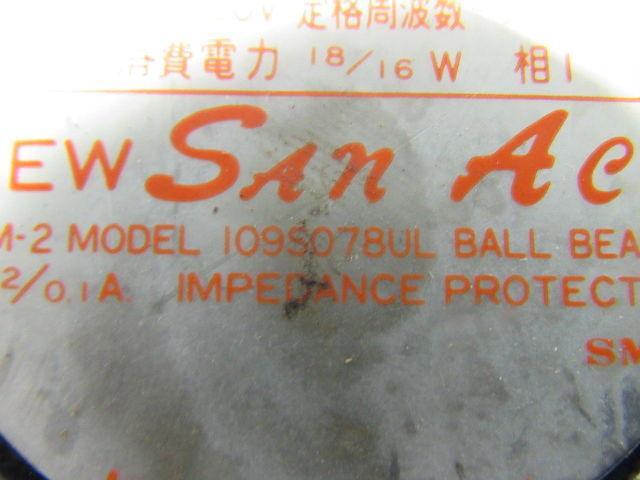 定格周波数
費電力 18/16 W 相1
EW SAN AC
M-2 MODEL 109S078UL BALL BEA
2/0.1A. IMPEDANCE PROTECT
SM